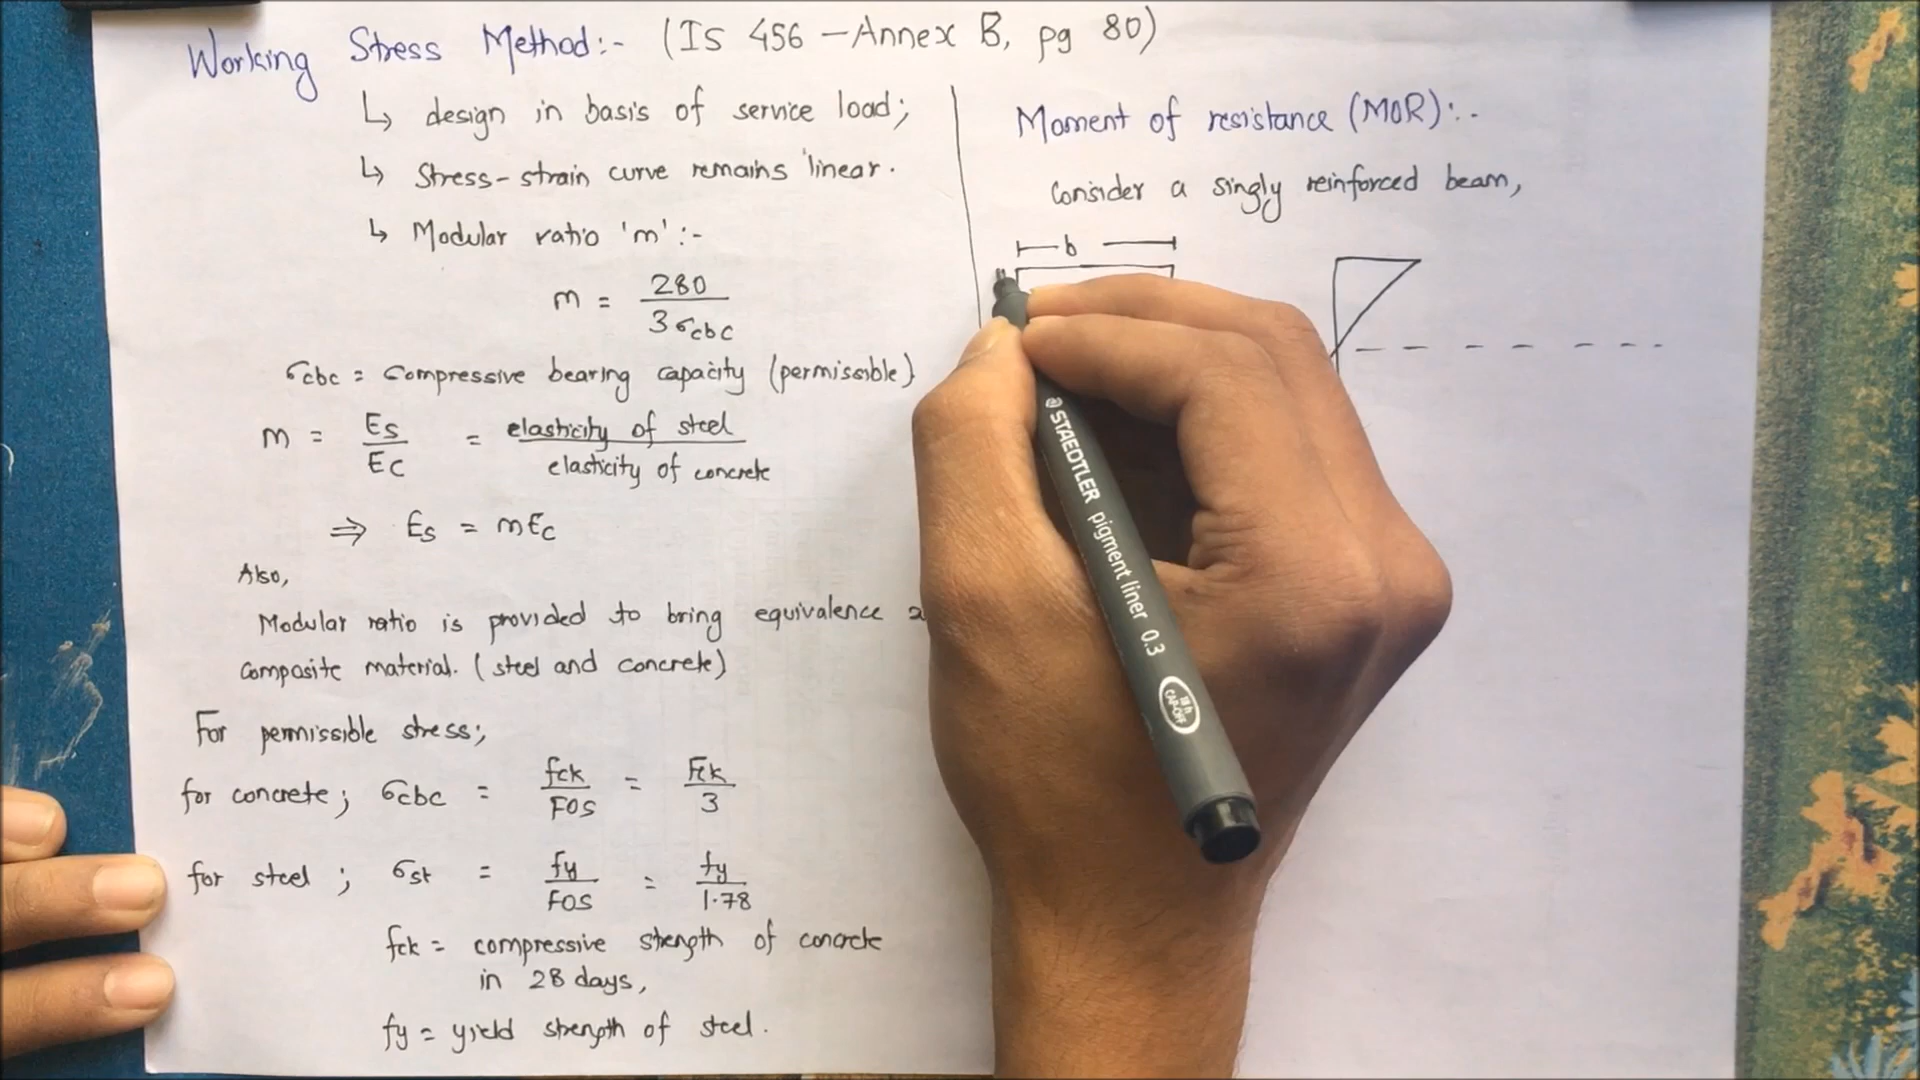 Working Stress Method:- (IS 456 - Annex B, pg 80)
↳ design in basis of service load;
↳ Stress-strain curve remains linear.
↳ Modular ratio 'm':-
m = 280 / 3σcbc
σcbc = compressive bearing capacity (permissible)
m = Es / Ec = elasticity of steel / elasticity of concrete
⇒ Es = mEc
Also,
Modular ratio is provided to bring equivalence
composite material. (steel and concrete)
For permissible stress;
for concrete; σcbc = fck / FOS = Fck / 3
for steel; σst = fy / FOS = fy / 1.78
fck = compressive strength of concrete
in 28 days,
fy = yield strength of steel.
Moment of resistance (MOR):-
Consider a singly reinforced beam,
b
STAEDTLER pigment liner 0.3
18 h
CAP-OFF